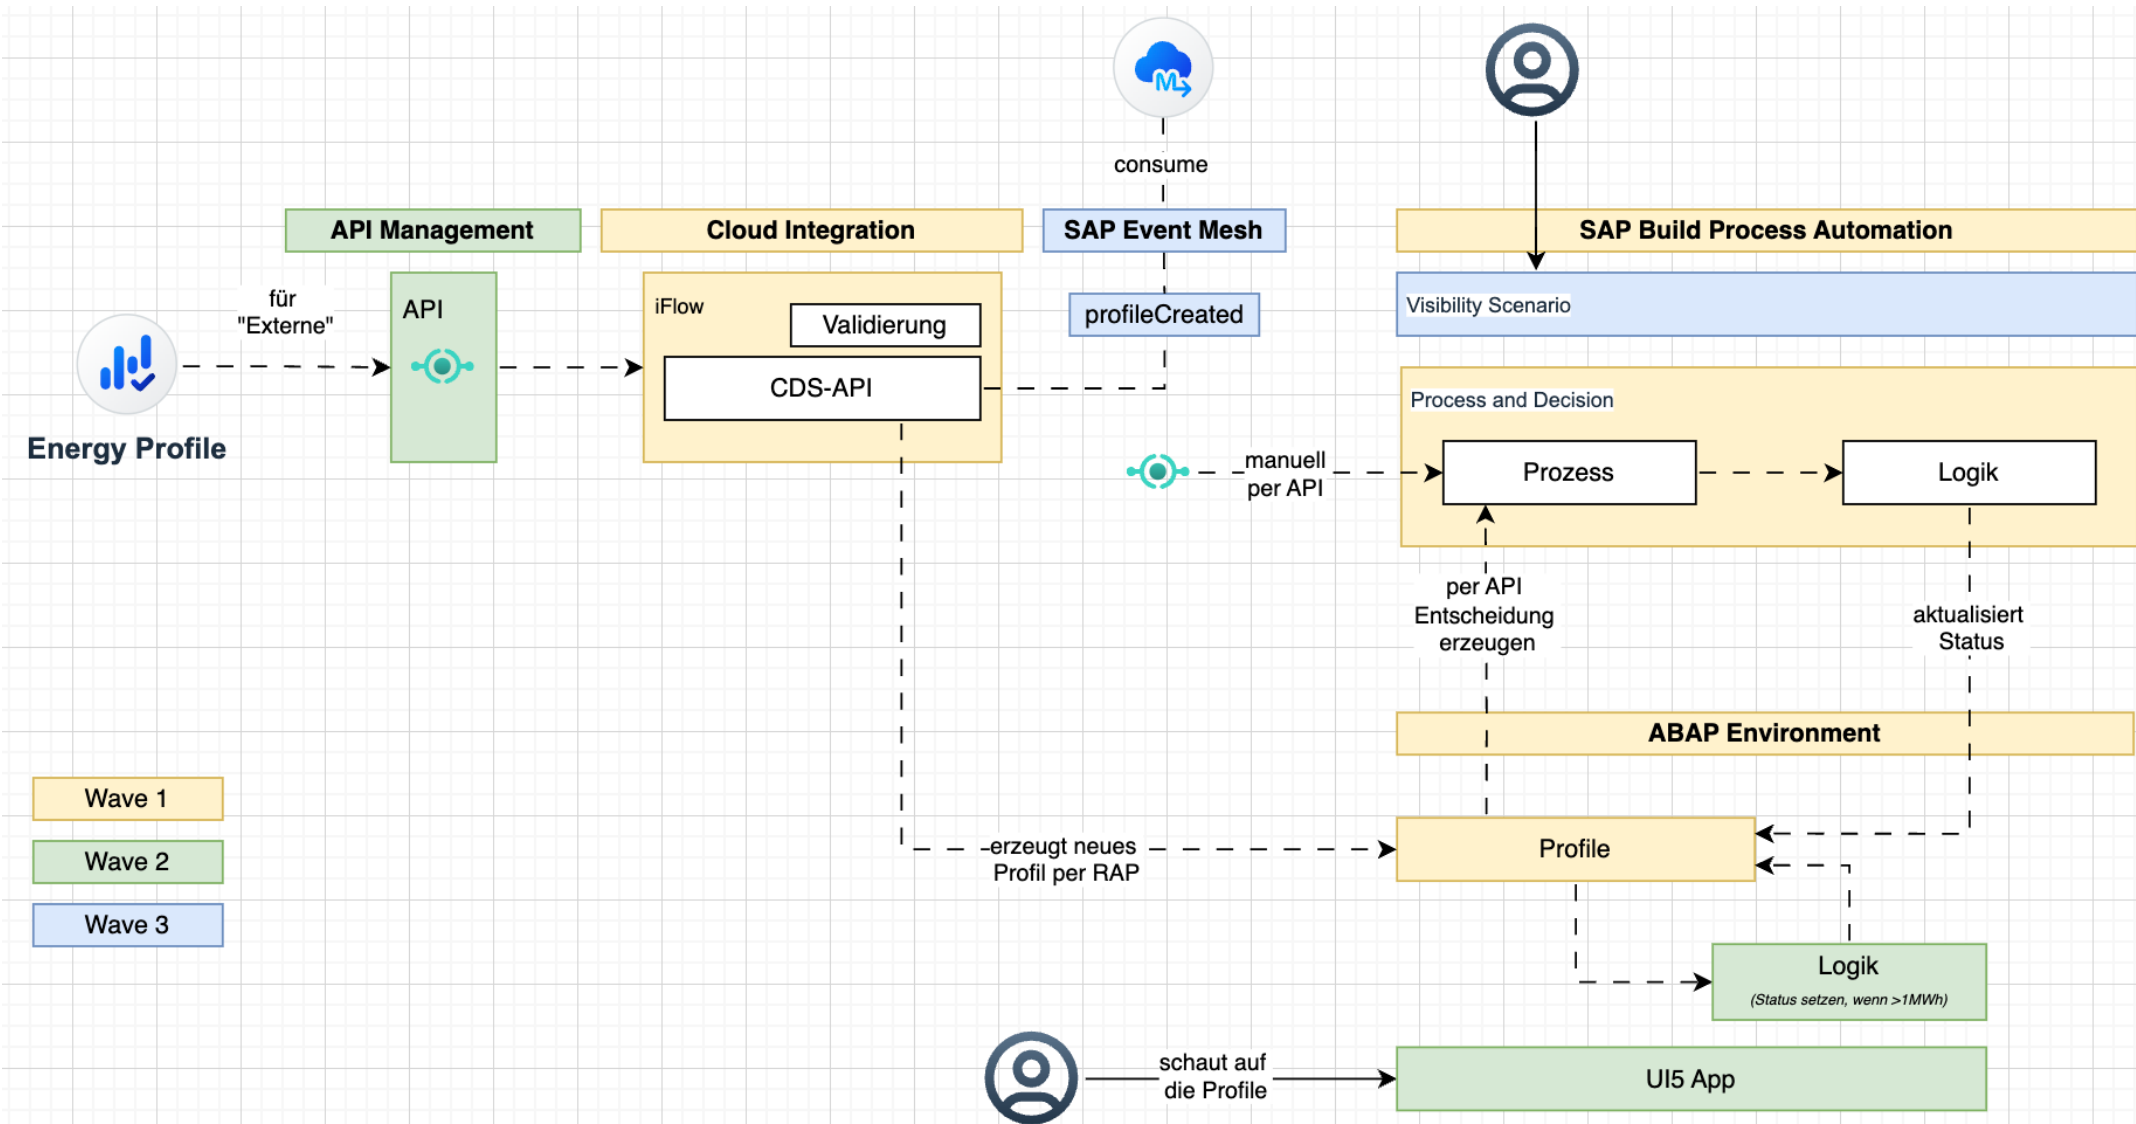 consume
API Management
Cloud Integration
SAP Event Mesh
SAP Build Process Automation
für
"Externe"
API
iFlow
Validierung
CDS-API
profileCreated
Visibility Scenario
Energy Profile
Process and Decision
manuell
per API
Prozess
Logik
per API
Entscheidung
erzeugen
aktualisiert
Status
ABAP Environment
Wave 1
Wave 2
Wave 3
erzeugt neues
Profil per RAP
Profile
Logik
(Status setzen, wenn >1MWh)
schaut auf
die Profile
UI5 App